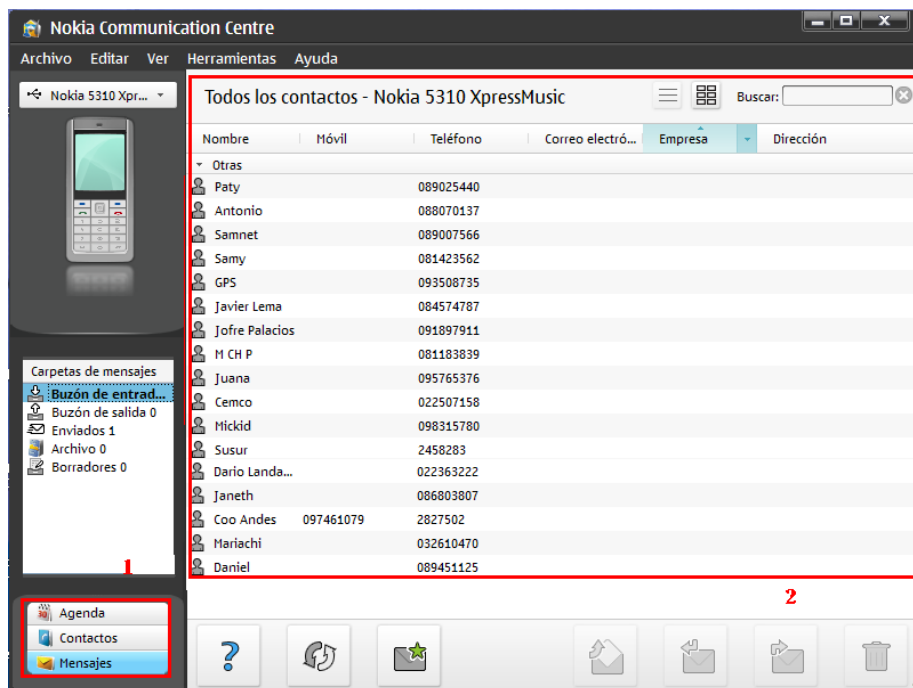 Nokia Communication Centre
Archivo Editar Ver Herramientas Ayuda
Nokia 5310 Xpr...
Todos los contactos - Nokia 5310 XpressMusic
Buscar:
Nombre Móvil Teléfono Correo electró... Empresa Dirección
Otras
Paty 089025440
Antonio 088070137
Samnet 089007566
Samy 081423562
GPS 093508735
Javier Lema 084574787
Jofre Palacios 091897911
M CH P 081183839
Juana 095765376
Cemco 022507158
Mickid 098315780
Susur 2458283
Dario Landa... 022363222
Janeth 086803807
Coo Andes 097461079 2827502
Mariachi 032610470
Daniel 089451125
Carpetas de mensajes
Buzón de entrad...
Buzón de salida 0
Enviados 1
Archivo 0
Borradores 0
1
2
Agenda
Contactos
Mensajes